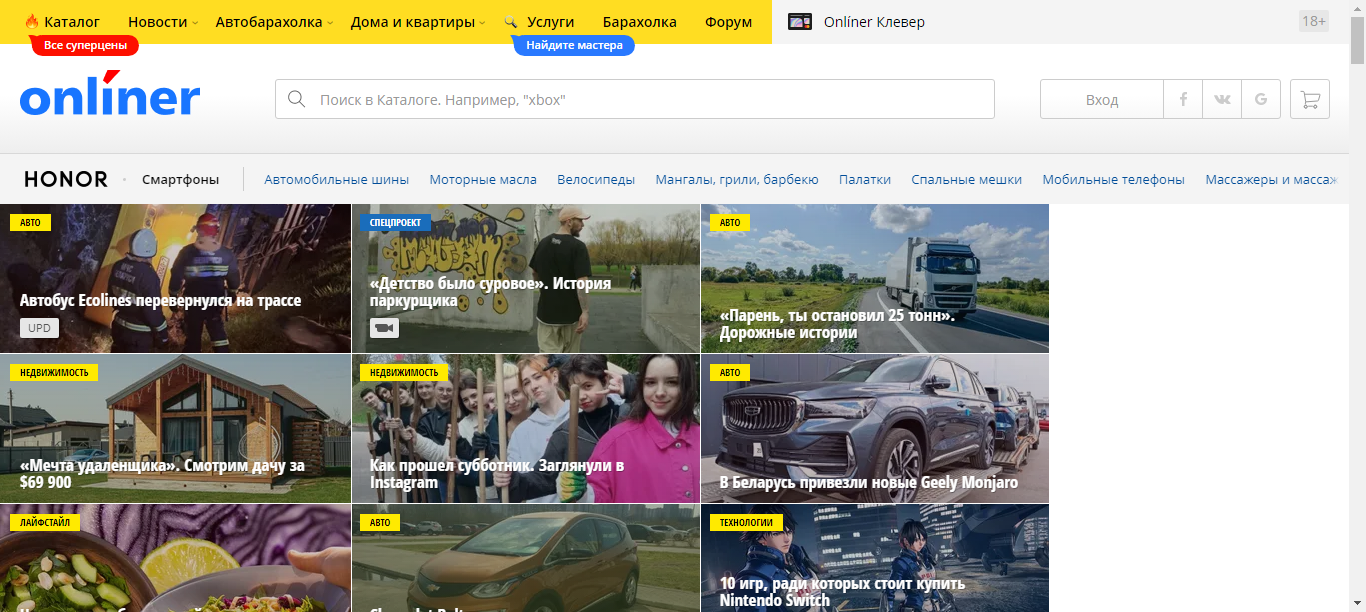 Каталог Новости Автобарахолка Дома и квартиры Услуги Барахолка Форум Onlíner Клевер 18+
Все суперцены Найдите мастера
onlíner
Поиск в Каталоге. Например, "xbox"
Вход f G
HONOR Смартфоны Автомобильные шины Моторные масла Велосипеды Мангалы, грили, барбекю Палатки Спальные мешки Мобильные телефоны Массажеры и массаж
АВТО
Автобус Ecolines перевернулся на трассе
UPD
СПЕЦПРОЕКТ
«Детство было суровое». История
паркурщика
АВТО
«Парень, ты остановил 25 тонн».
Дорожные истории
НЕДВИЖИМОСТЬ
«Мечта удаленщика». Смотрим дачу за
$69 900
НЕДВИЖИМОСТЬ
Как прошел субботник. Заглянули в
Instagram
АВТО
В Беларусь привезли новые Geely Monjaro
ЛАЙФСТАЙЛ
АВТО
ТЕХНОЛОГИИ
10 игр, ради которых стоит купить
Nintendo Switch